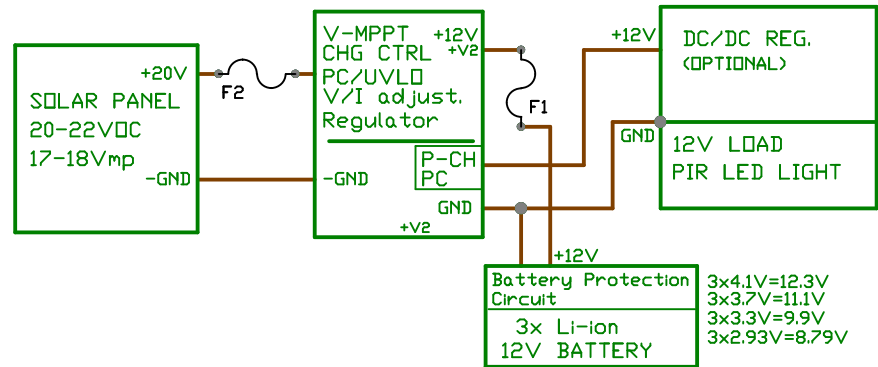 +20V
SOLAR PANEL
20-22VOC
17-18Vmp
-GND
F2
V-MPPT
CHG CTRL
PC/UVLO
V/I adjust.
Regulator
+12V
+V2
-GND
P-CH
PC
GND
+V2
F1
+12V
DC/DC REG.
(OPTIONAL)
GND
12V LOAD
PIR LED LIGHT
+12V
Battery Protection
Circuit
3x Li-ion
12V BATTERY
3x4.1V=12.3V
3x3.7V=11.1V
3x3.3V=9.9V
3x2.93V=8.79V